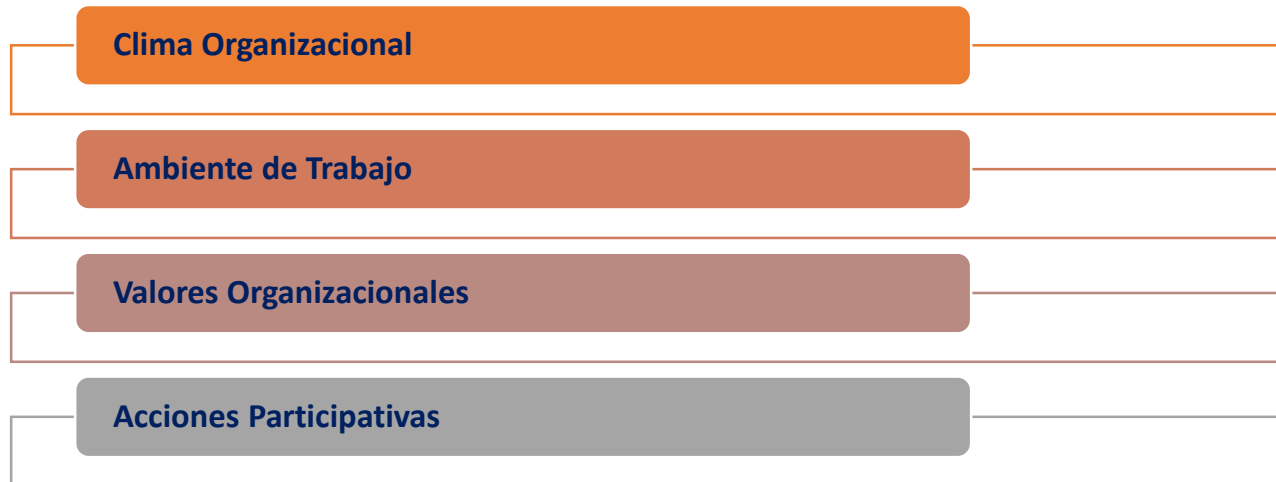 Clima Organizacional
Ambiente de Trabajo
Valores Organizacionales
Acciones Participativas